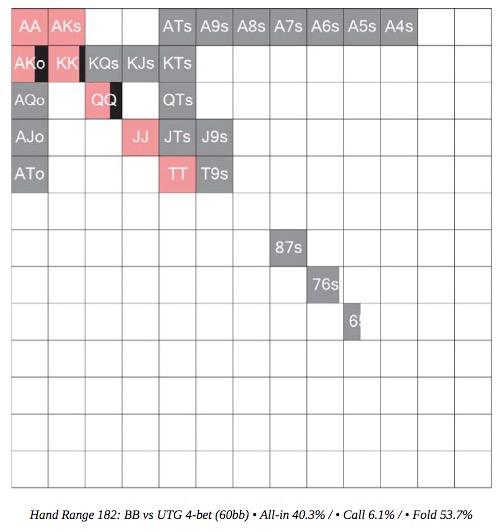 AA AKs ATs A9s A8s A7s A6s A5s A4s
AKo KK KQs KJs KTs
AQo QQ QTs
AJo JJ JTs J9s
ATo TT T9s
87s
76s
6
Hand Range 182: BB vs UTG 4-bet (60bb) • All-in 40.3% / • Call 6.1% / • Fold 53.7%